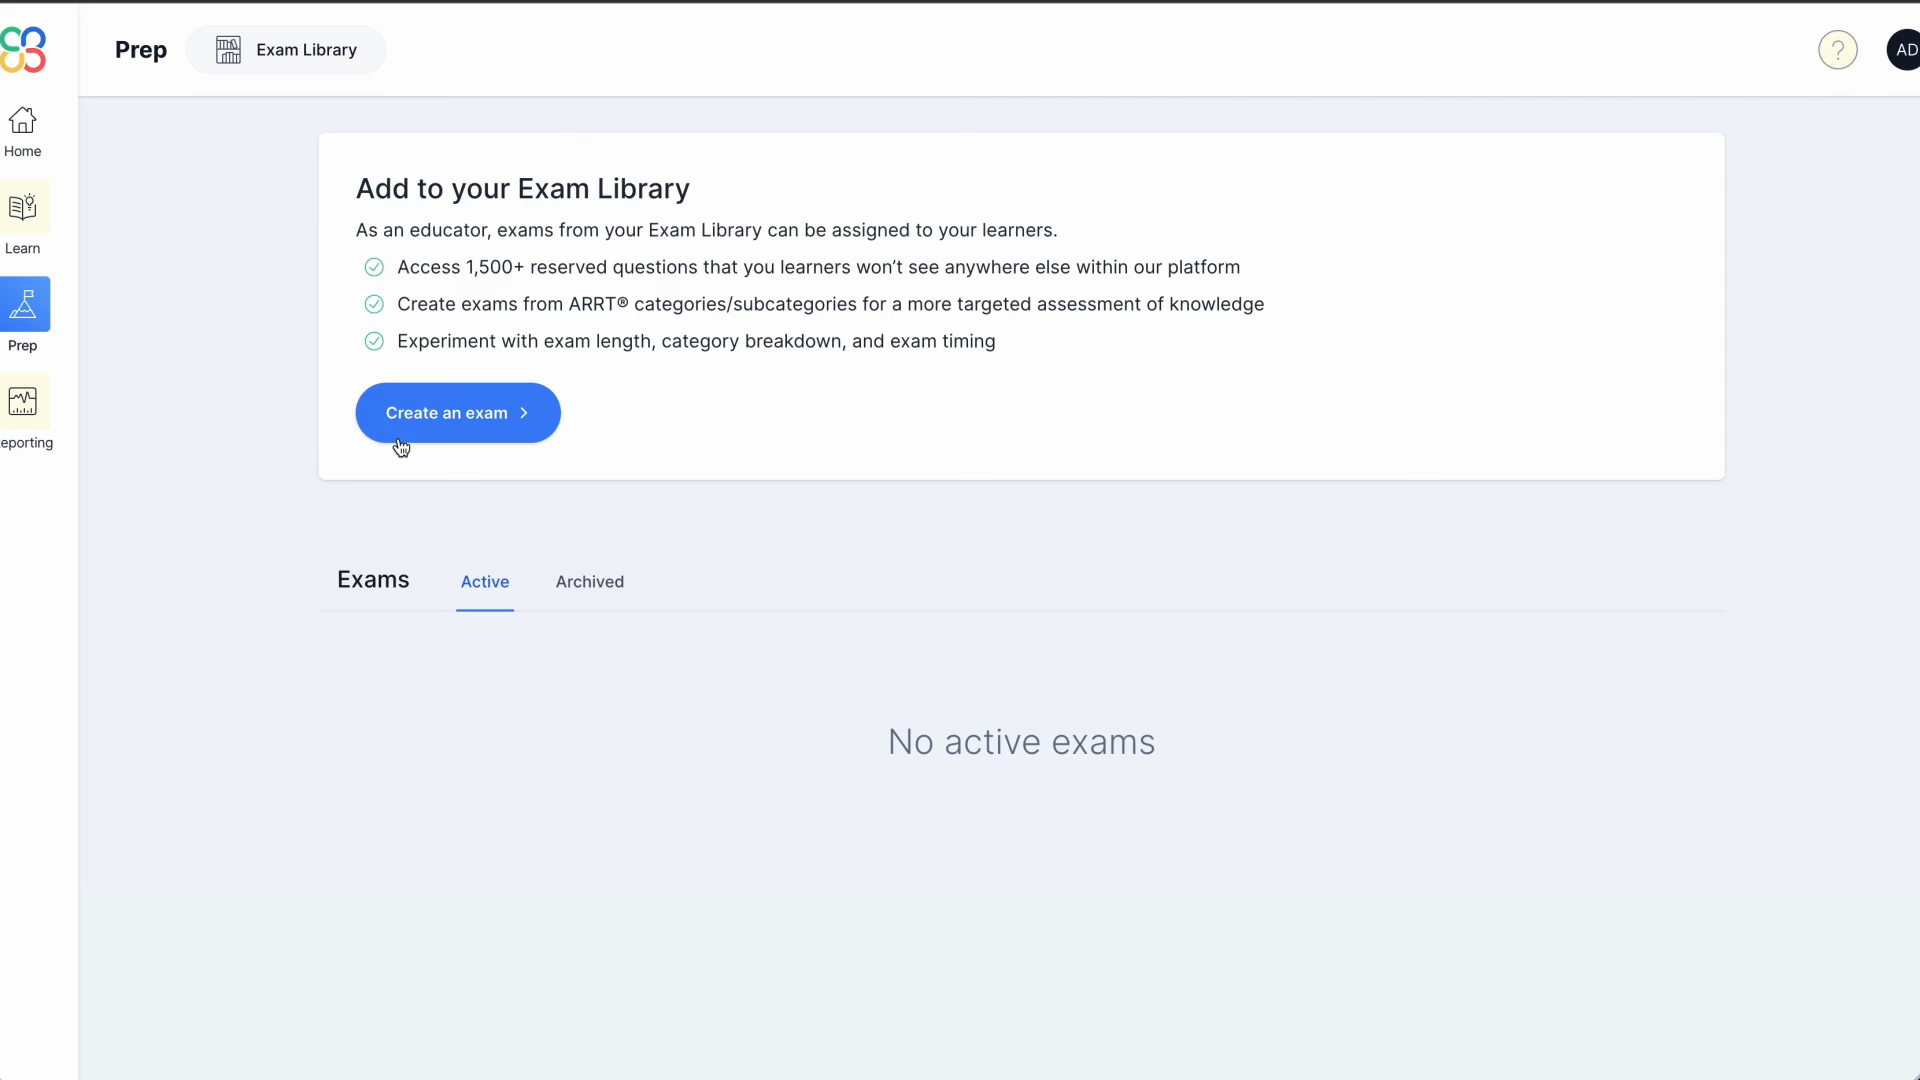 Prep
Exam Library
?
AD
Home
Learn
Prep
eporting
Add to your Exam Library
As an educator, exams from your Exam Library can be assigned to your learners.
Access 1,500+ reserved questions that you learners won’t see anywhere else within our platform
Create exams from ARRT® categories/subcategories for a more targeted assessment of knowledge
Experiment with exam length, category breakdown, and exam timing
Create an exam >
Exams Active Archived
No active exams